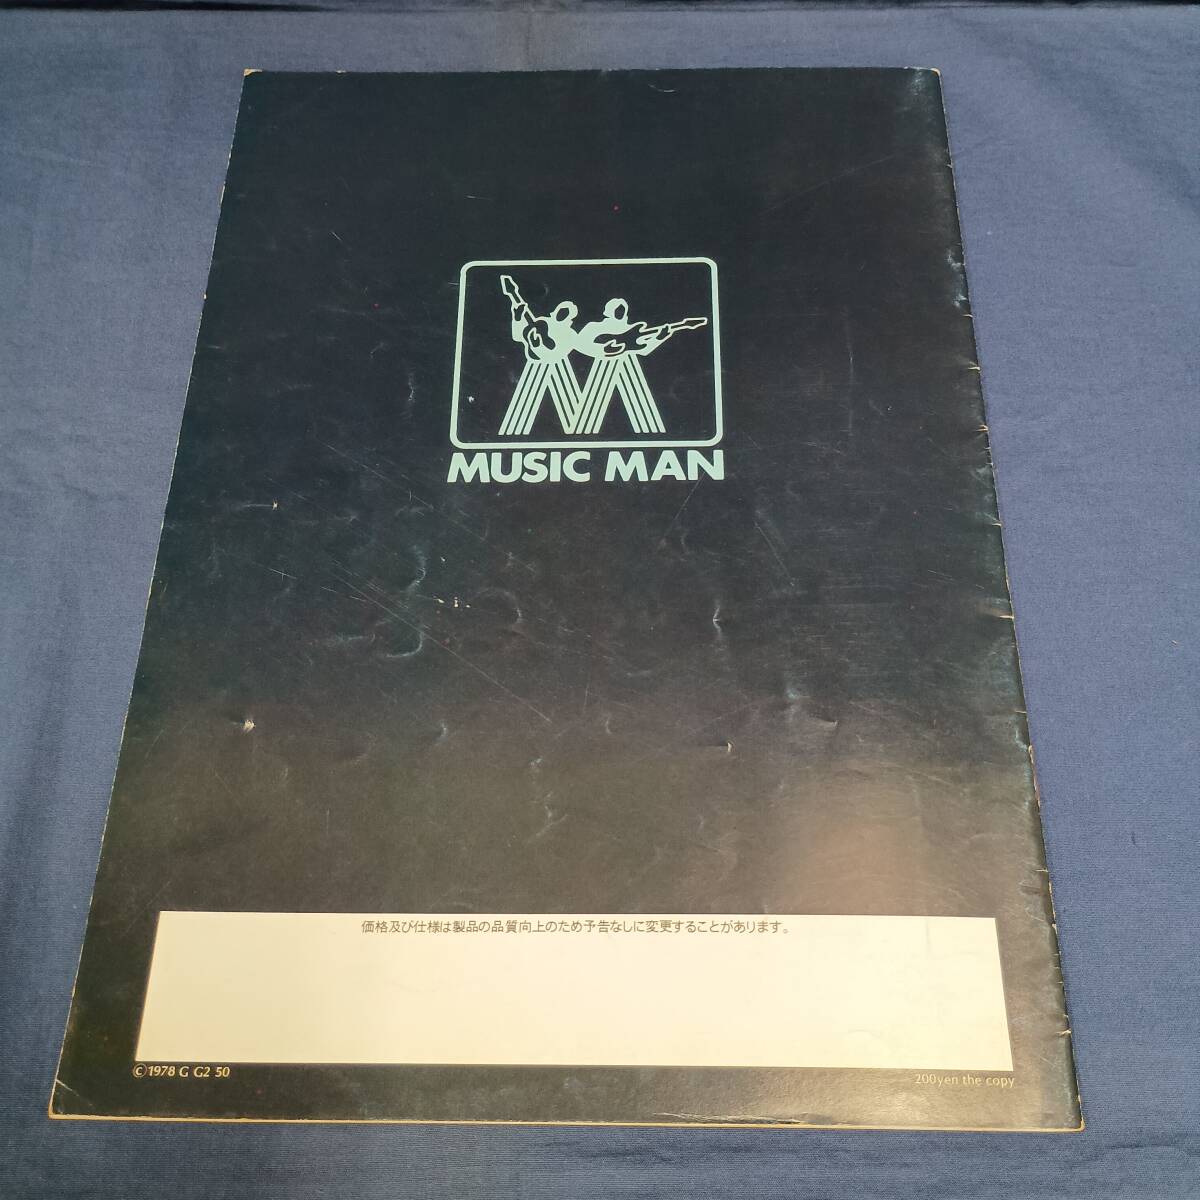 MUSIC MAN
価格及び仕様は製品の品質向上のため予告なしに変更することがあります。
©1978 G G2 50
200yen the copy